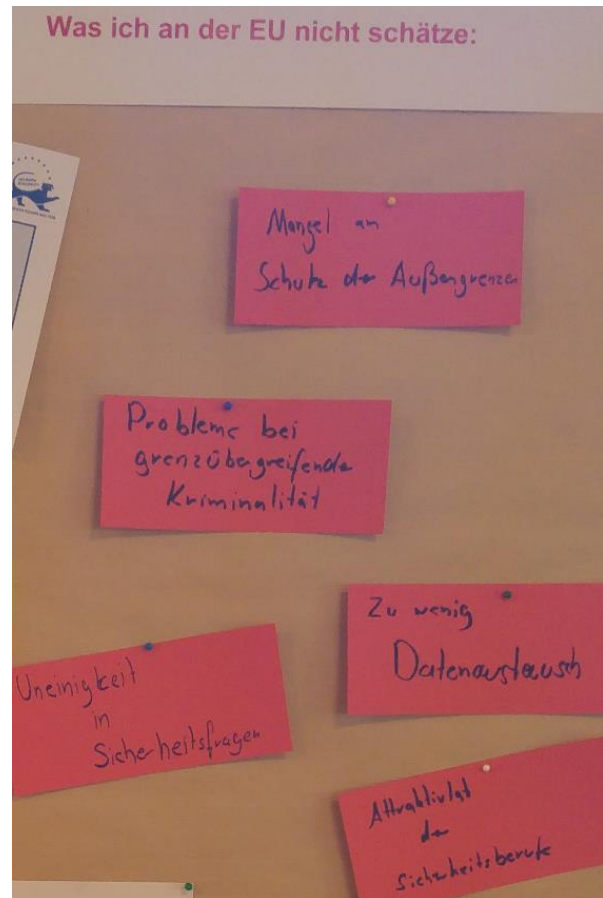 Was ich an der EU nicht schätze:
Mangel an
Schutz der Außengrenzen
Probleme bei
grenzübergreifender
Kriminalität
Zu wenig
Datenaustausch
Uneinigkeit
in
Sicherheitsfragen
Attraktivität
der
Sicherheitsberufe